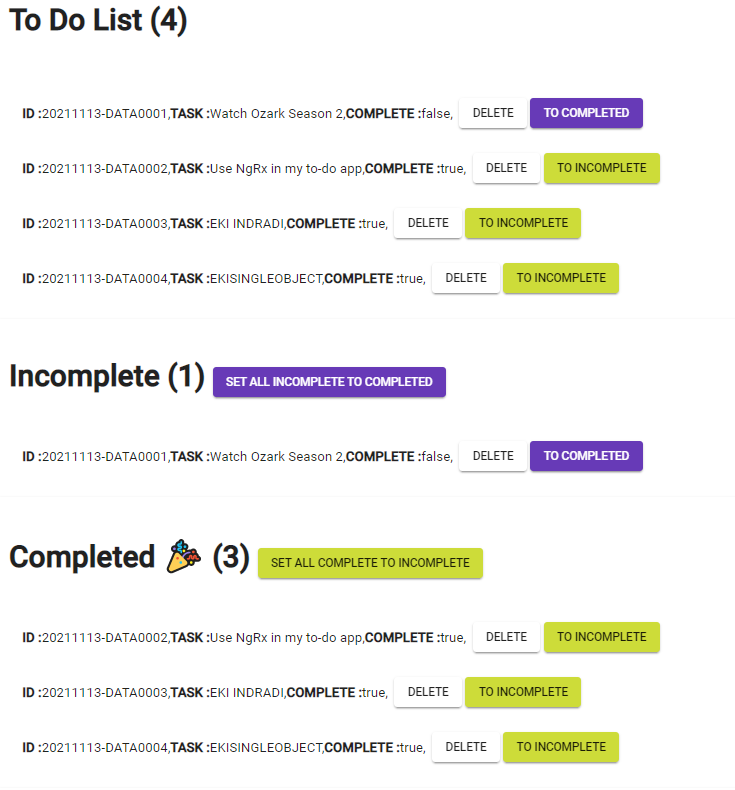 To Do List (4)
ID :20211113-DATA0001,TASK :Watch Ozark Season 2,COMPLETE :false, DELETE TO COMPLETED
ID :20211113-DATA0002,TASK :Use NgRx in my to-do app,COMPLETE :true, DELETE TO INCOMPLETE
ID :20211113-DATA0003,TASK :EKI INDRADI,COMPLETE :true, DELETE TO INCOMPLETE
ID :20211113-DATA0004,TASK :EKISINGLEOBJECT,COMPLETE :true, DELETE TO INCOMPLETE
Incomplete (1) SET ALL INCOMPLETE TO COMPLETED
ID :20211113-DATA0001,TASK :Watch Ozark Season 2,COMPLETE :false, DELETE TO COMPLETED
Completed 🎉 (3) SET ALL COMPLETE TO INCOMPLETE
ID :20211113-DATA0002,TASK :Use NgRx in my to-do app,COMPLETE :true, DELETE TO INCOMPLETE
ID :20211113-DATA0003,TASK :EKI INDRADI,COMPLETE :true, DELETE TO INCOMPLETE
ID :20211113-DATA0004,TASK :EKISINGLEOBJECT,COMPLETE :true, DELETE TO INCOMPLETE